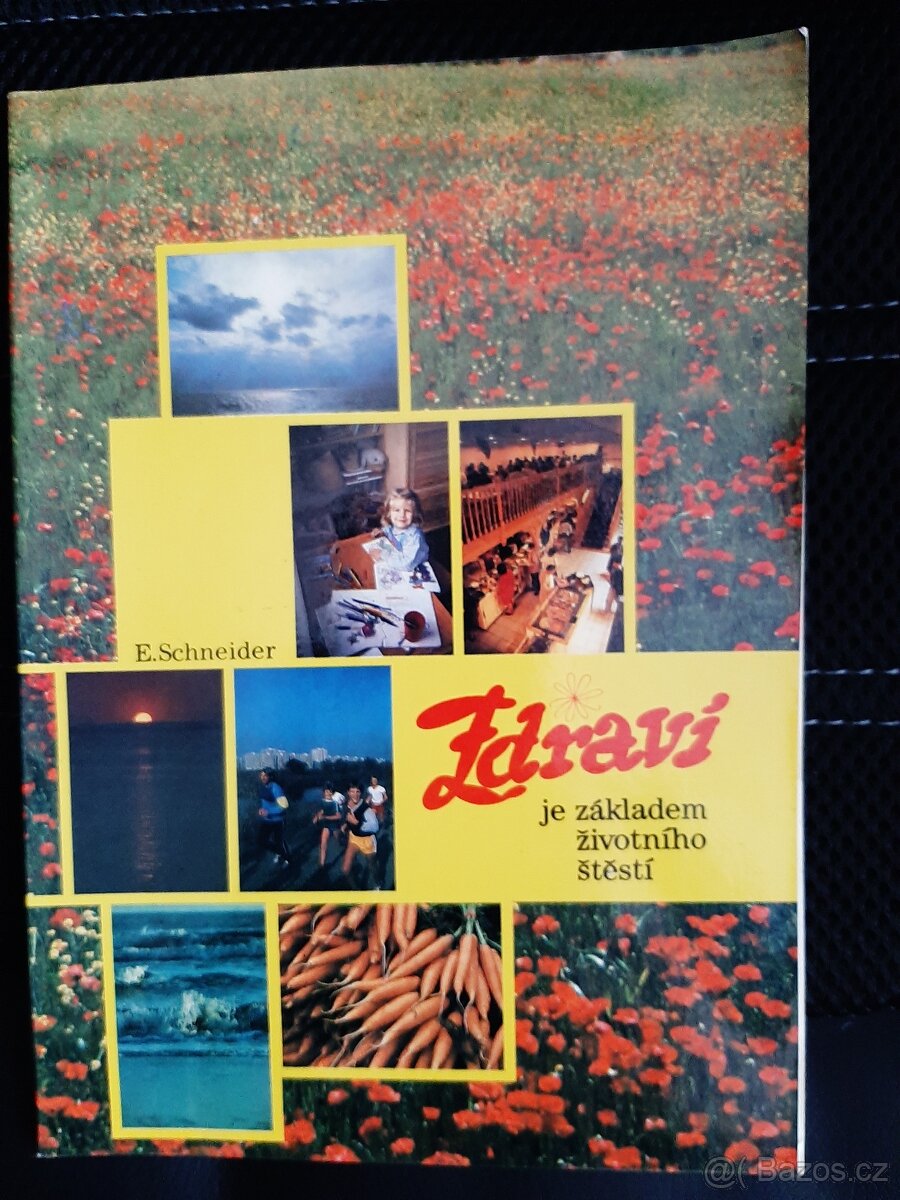 E.Schneider
Zdraví
je základem
životního
štěstí
@( Bazos.cz